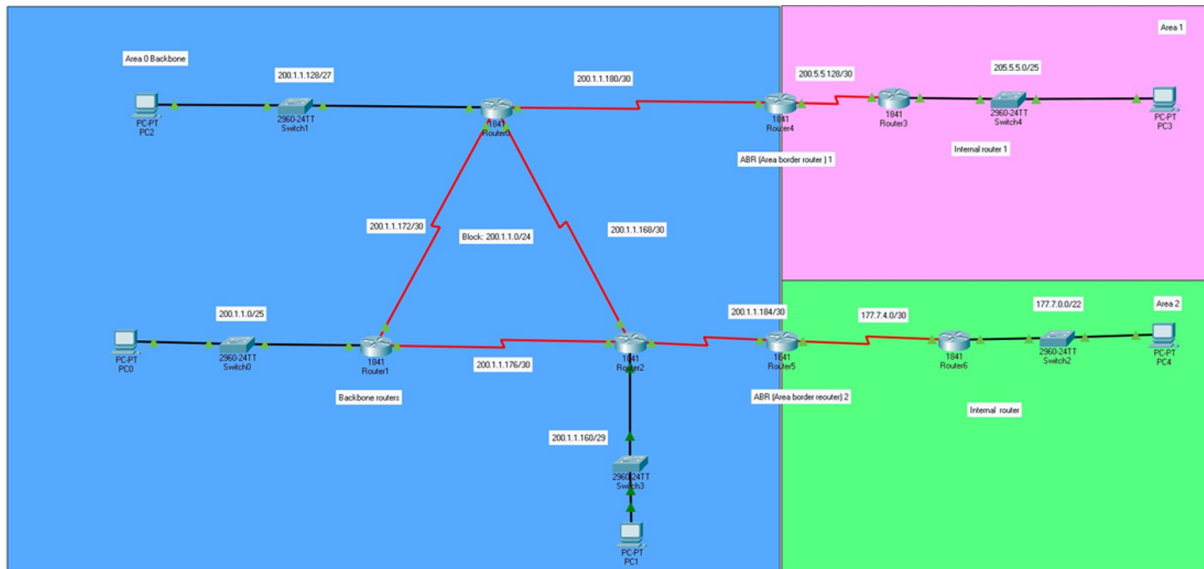 Area 0 Backbone
200.1.1.128/27
PC-PT
PC2
2960-24TT
Switch1
1841
Router0
200.1.1.180/30
200.5.5.128/30
1841
Router4
1841
Router3
205.5.5.0/25
2960-24TT
Switch4
Area 1
PC-PT
PC3
ABR (Area border router ) 1
Internal router 1
200.1.1.172/30
Block: 200.1.1.0/24
200.1.1.168/30
200.1.1.0/25
PC-PT
PC0
2960-24TT
Switch0
1841
Router1
200.1.1.176/30
Backbone routers
1841
Router2
200.1.1.184/30
1841
Router5
ABR (Area border reouter) 2
177.7.4.0/30
1841
Router6
177.7.0.0/22
2960-24TT
Switch2
Area 2
PC-PT
PC4
Internal router
200.1.1.160/29
2960-24TT
Switch3
PC-PT
PC1